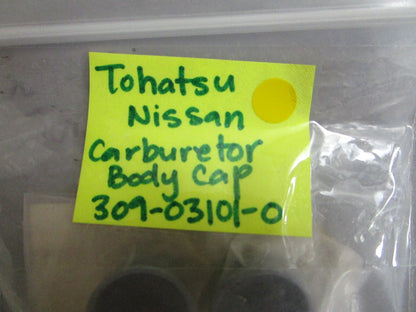 Tohatsu
Nissan
Carburetor
Body Cap
309-03101-0